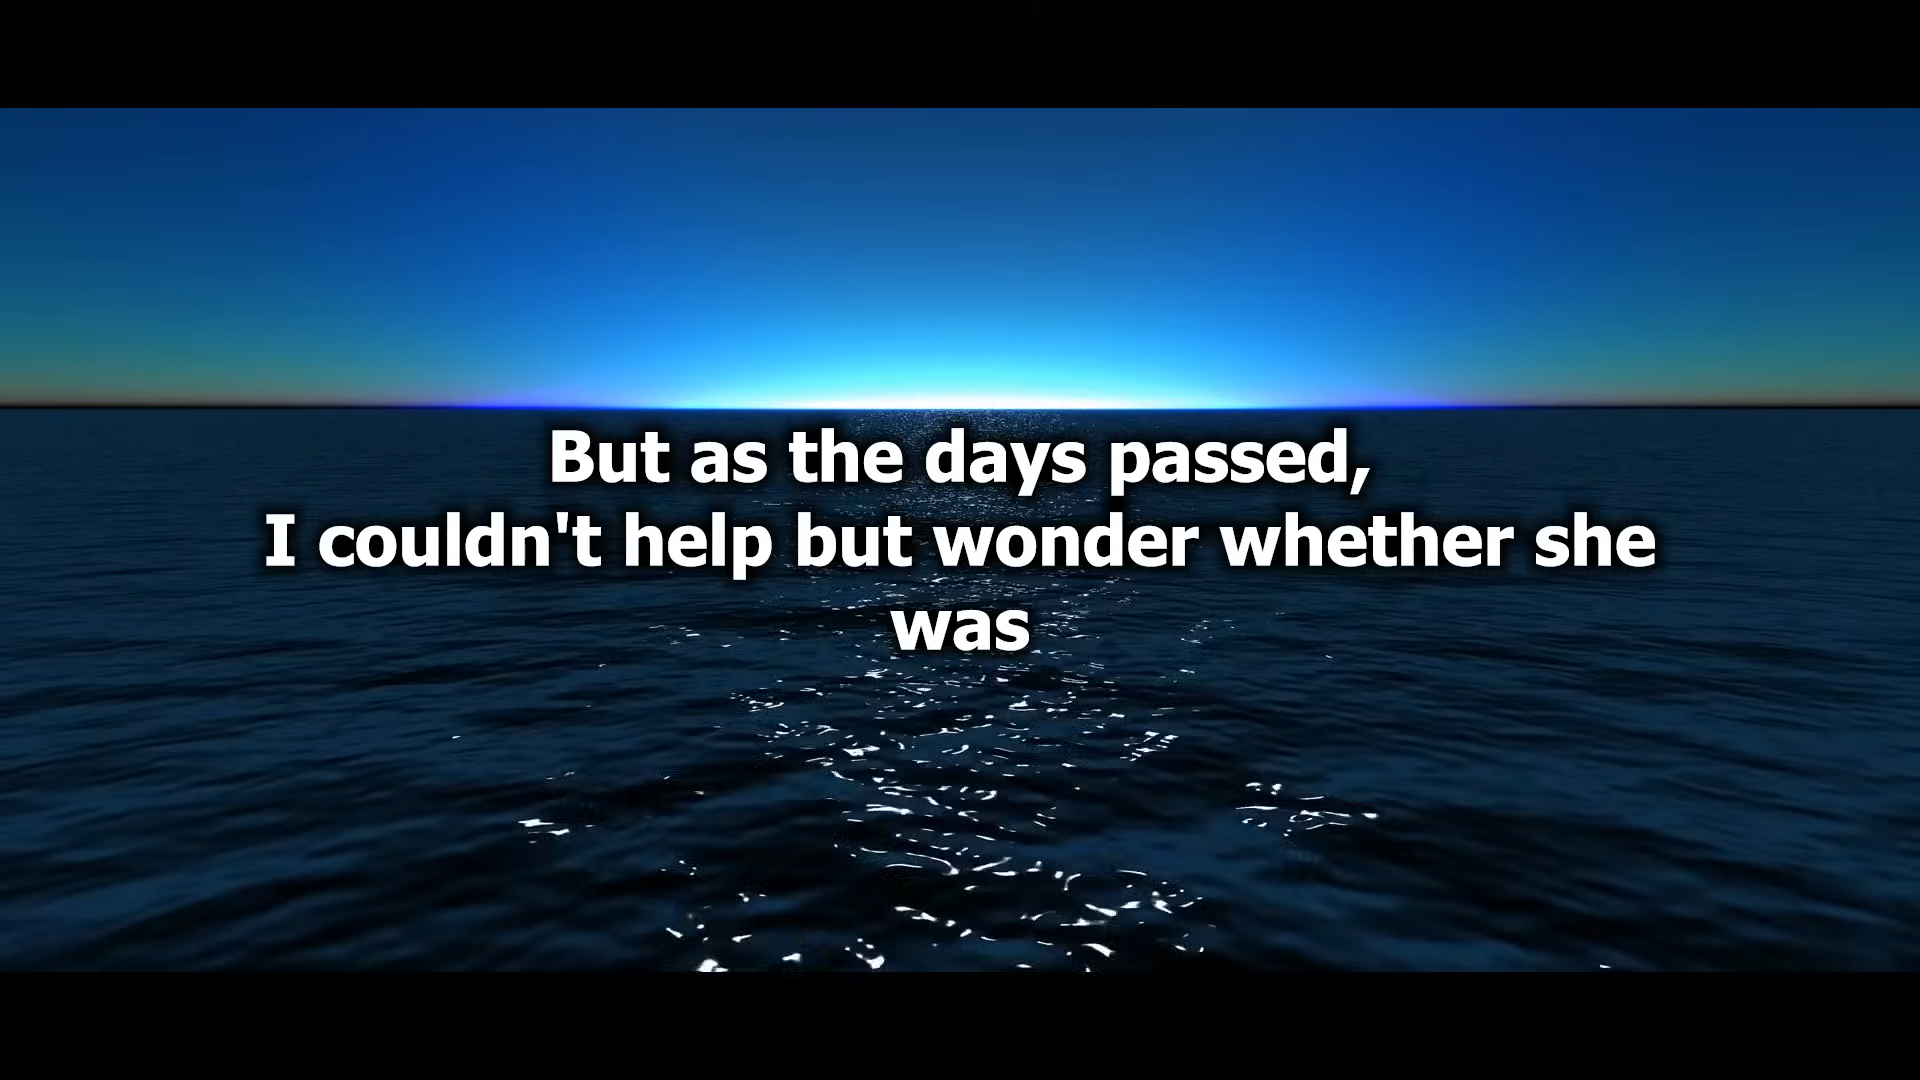 But as the days passed,
I couldn't help but wonder whether she
was